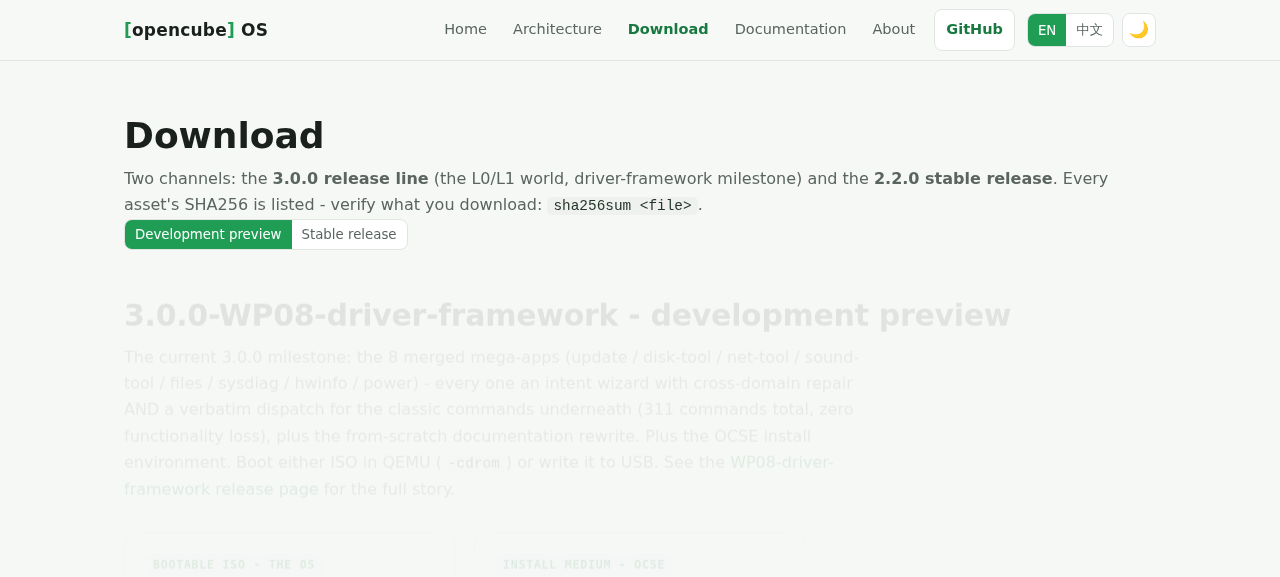 [opencube] OS
Home Architecture Download Documentation About GitHub EN 中文
Download
Two channels: the 3.0.0 release line (the L0/L1 world, driver-framework milestone) and the 2.2.0 stable release. Every
asset's SHA256 is listed - verify what you download: sha256sum <file>.
Development preview Stable release
3.0.0-WP08-driver-framework - development preview
The current 3.0.0 milestone: the 8 merged mega-apps (update / disk-tool / net-tool / sound-
tool / files / sysdiag / hwinfo / power) - every one an intent wizard with cross-domain repair
AND a verbatim dispatch for the classic commands underneath (311 commands total, zero
functionality loss), plus the from-scratch documentation rewrite. Plus the OCSE install
environment. Boot either ISO in QEMU ( -cdrom ) or write it to USB. See the WP08-driver-
framework release page for the full story.
BOOTABLE ISO - THE OS INSTALL MEDIUM - OCSE